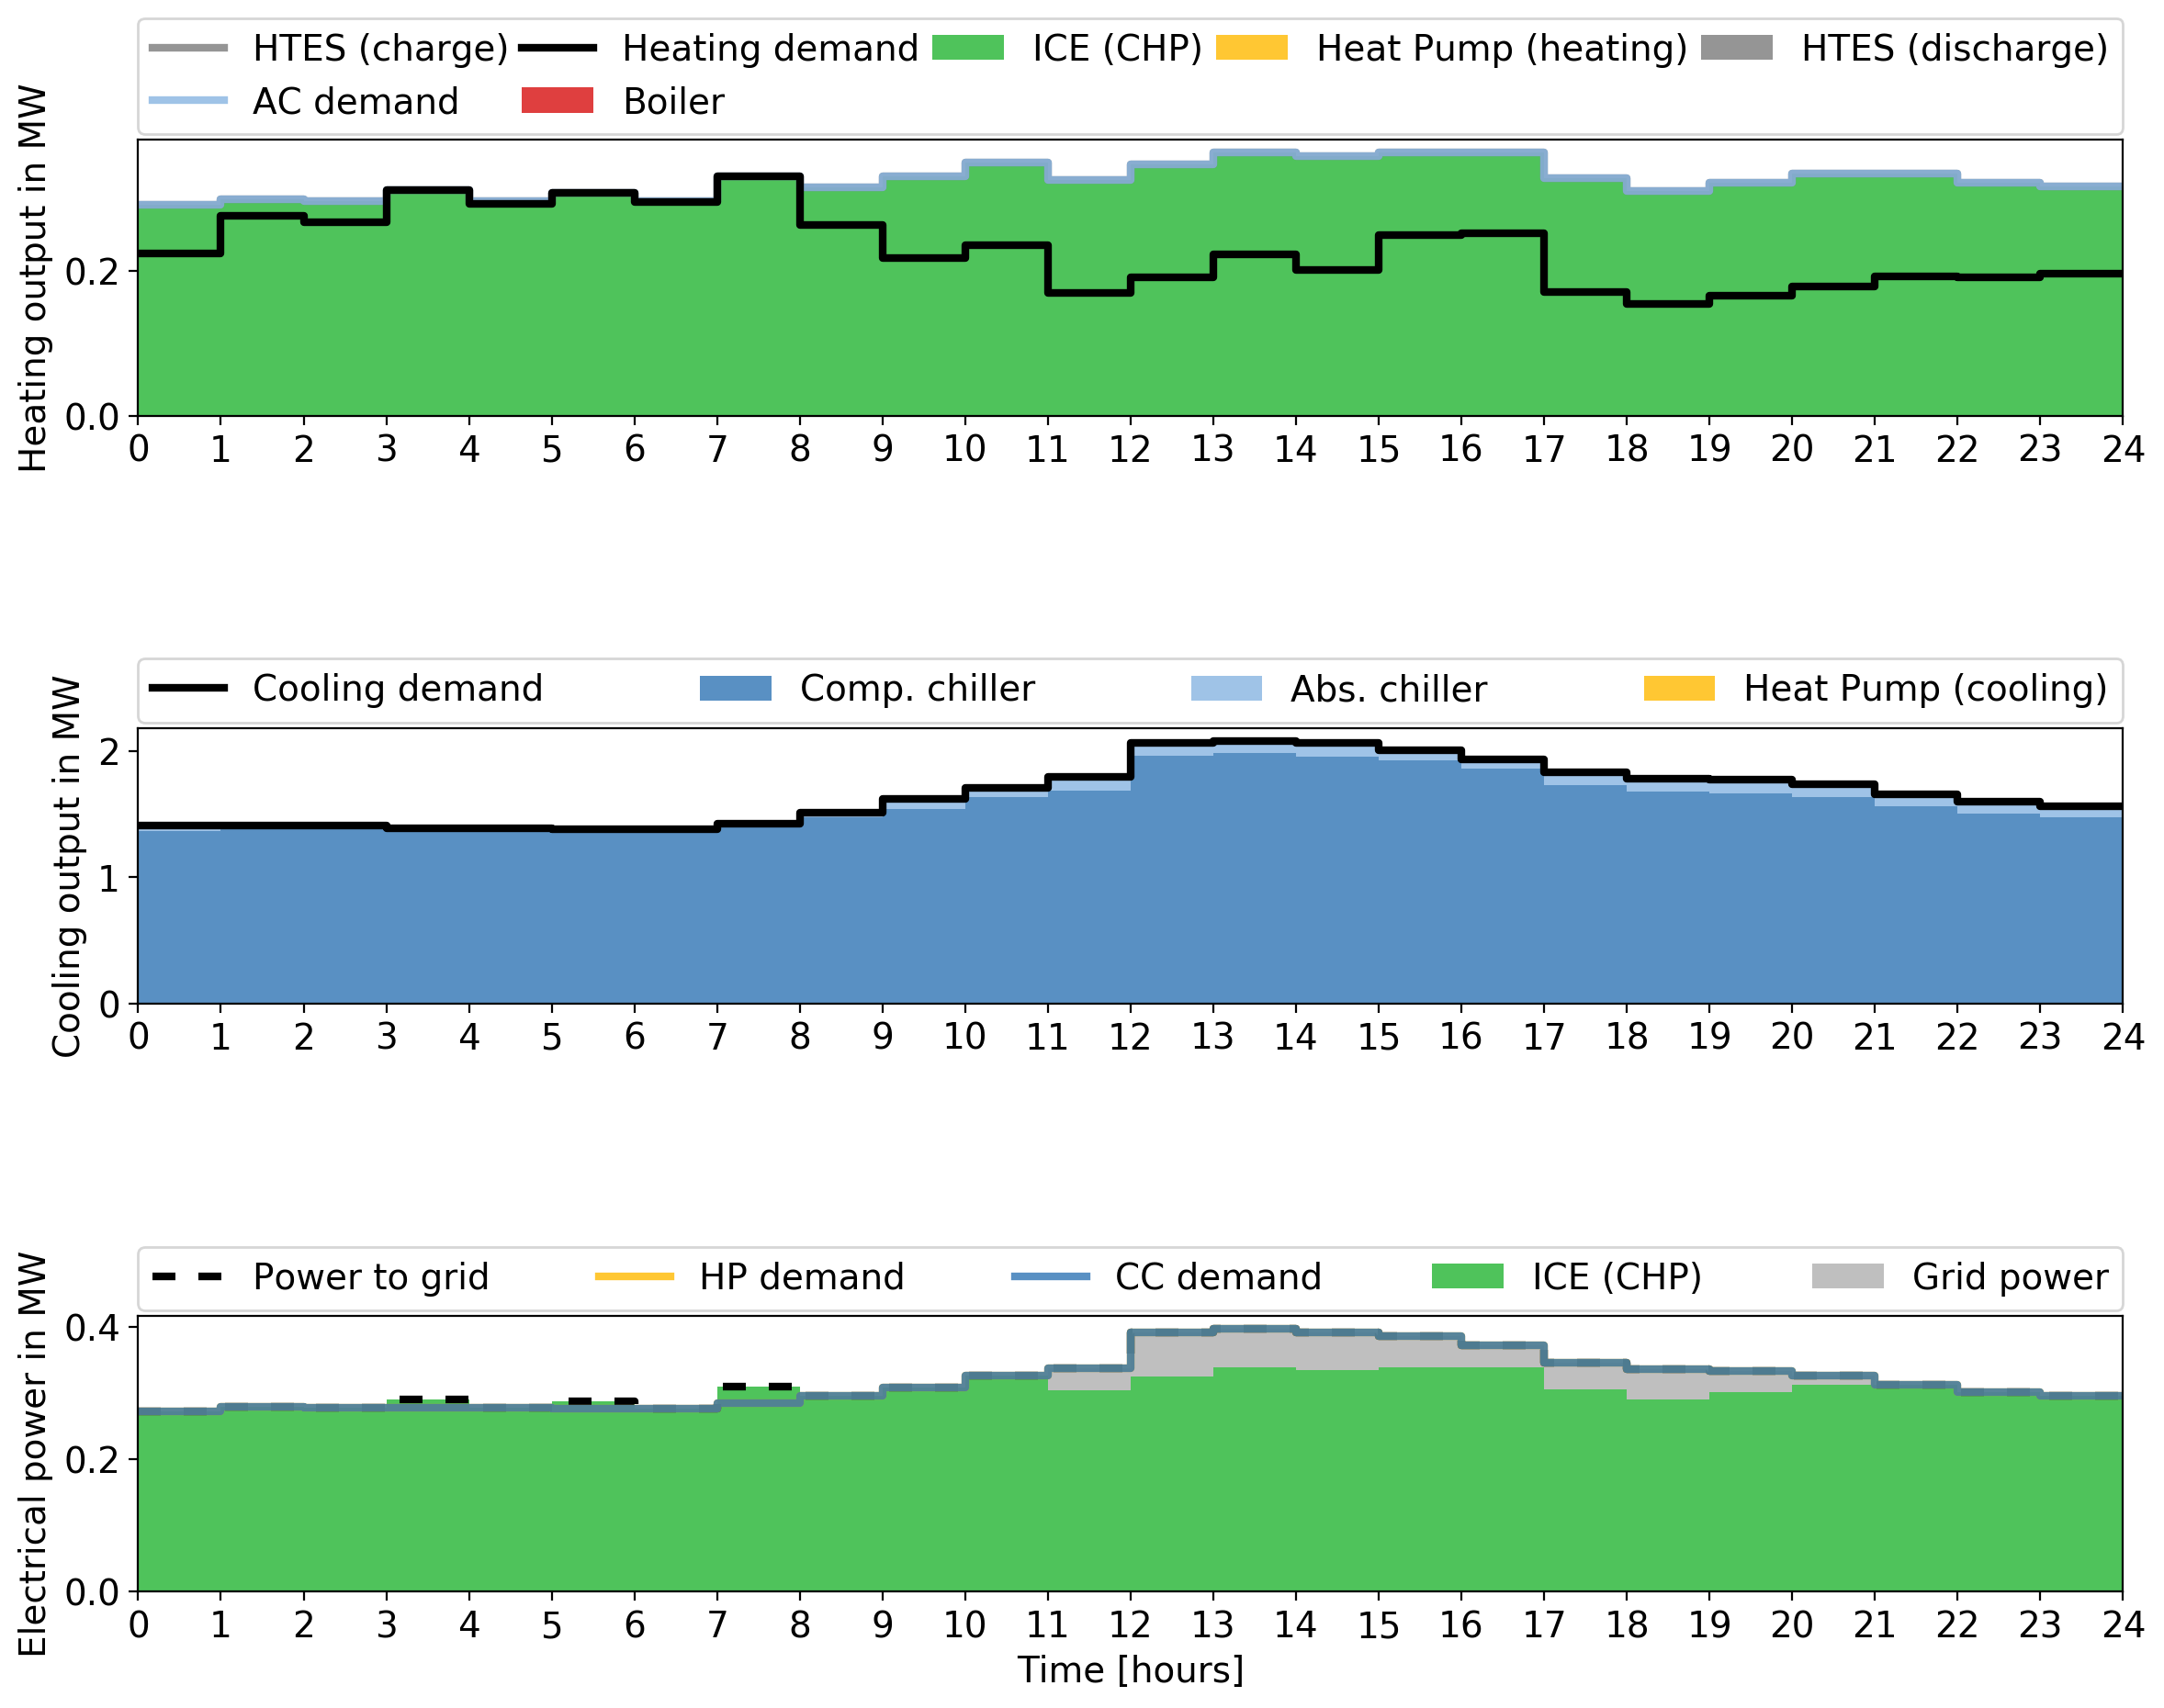 HTES (charge) Heating demand ICE (CHP) Heat Pump (heating) HTES (discharge)
AC demand Boiler
Heating output in MW
0.2
0.0
0 1 2 3 4 5 6 7 8 9 10 11 12 13 14 15 16 17 18 19 20 21 22 23 24
Cooling demand Comp. chiller Abs. chiller Heat Pump (cooling)
Cooling output in MW
2
1
0
0 1 2 3 4 5 6 7 8 9 10 11 12 13 14 15 16 17 18 19 20 21 22 23 24
Power to grid HP demand CC demand ICE (CHP) Grid power
Electrical power in MW
0.4
0.2
0.0
0 1 2 3 4 5 6 7 8 9 10 11 12 13 14 15 16 17 18 19 20 21 22 23 24
Time [hours]